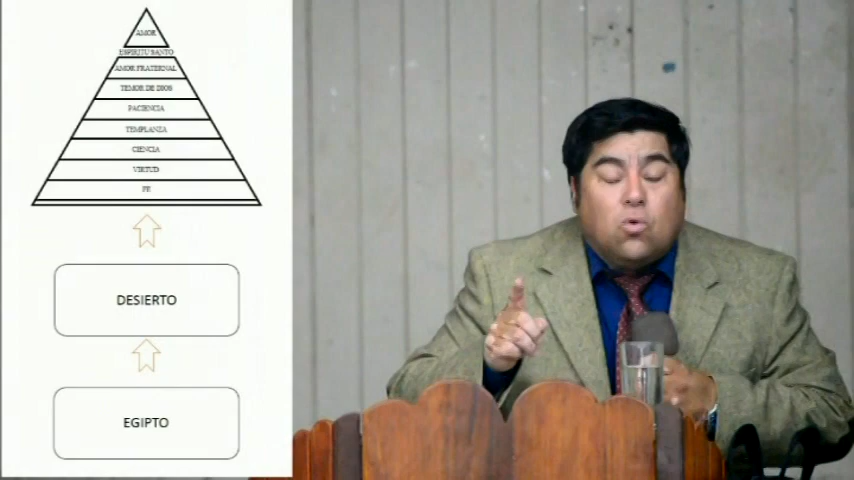 AMOR
ESPIRITU SANTO
AMOR FRATERNAL
TEMOR DE DIOS
PACIENCIA
TEMPLANZA
CIENCIA
VIRTUD
FE
DESIERTO
EGIPTO